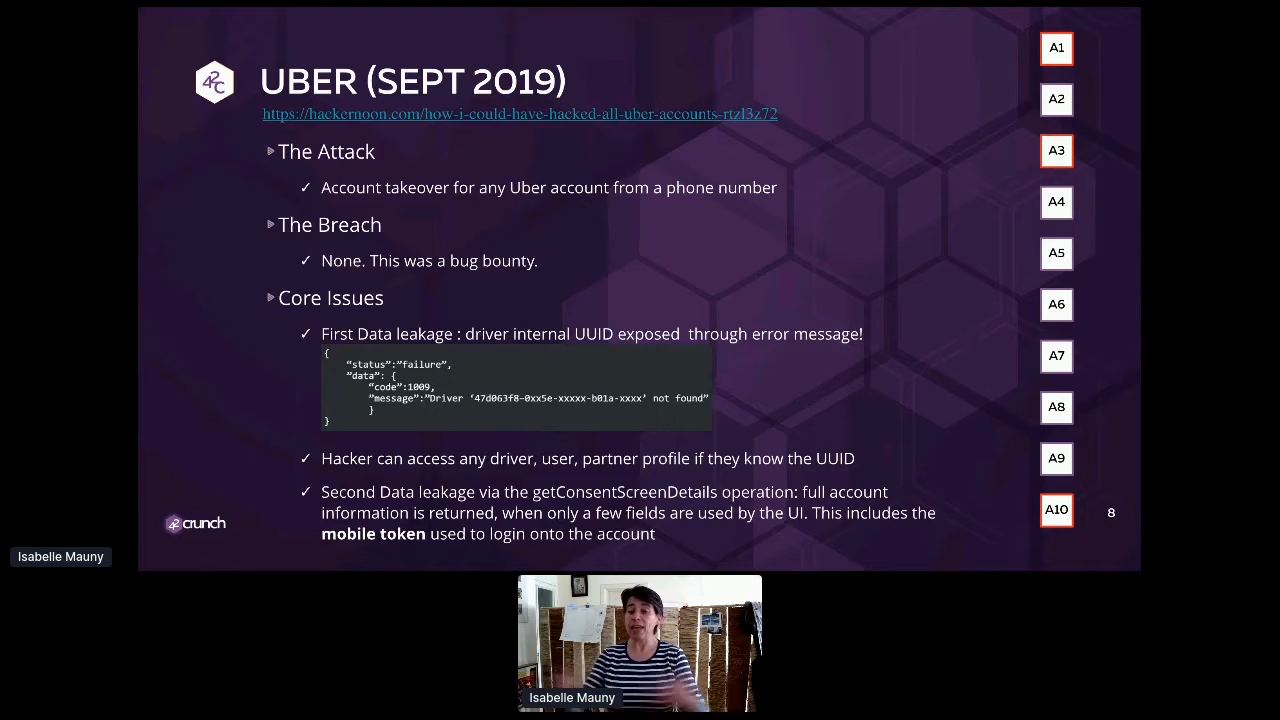 42C
UBER (SEPT 2019)
https://hackernoon.com/how-i-could-have-hacked-all-uber-accounts-rtzl3z72
The Attack
✓ Account takeover for any Uber account from a phone number
The Breach
✓ None. This was a bug bounty.
Core Issues
✓ First Data leakage : driver internal UUID exposed through error message!
{
“status”:”failure”,
”data”: {
“code”:1009,
”message”:”Driver ‘47d063f8-0xx5e-xxxxx-b01a-xxxx’ not found”
}
}
✓ Hacker can access any driver, user, partner profile if they know the UUID
✓ Second Data leakage via the getConsentScreenDetails operation: full account
information is returned, when only a few fields are used by the UI. This includes the
mobile token used to login onto the account
A1
A2
A3
A4
A5
A6
A7
A8
A9
A10
8
42 crunch
Isabelle Mauny
Isabelle Mauny